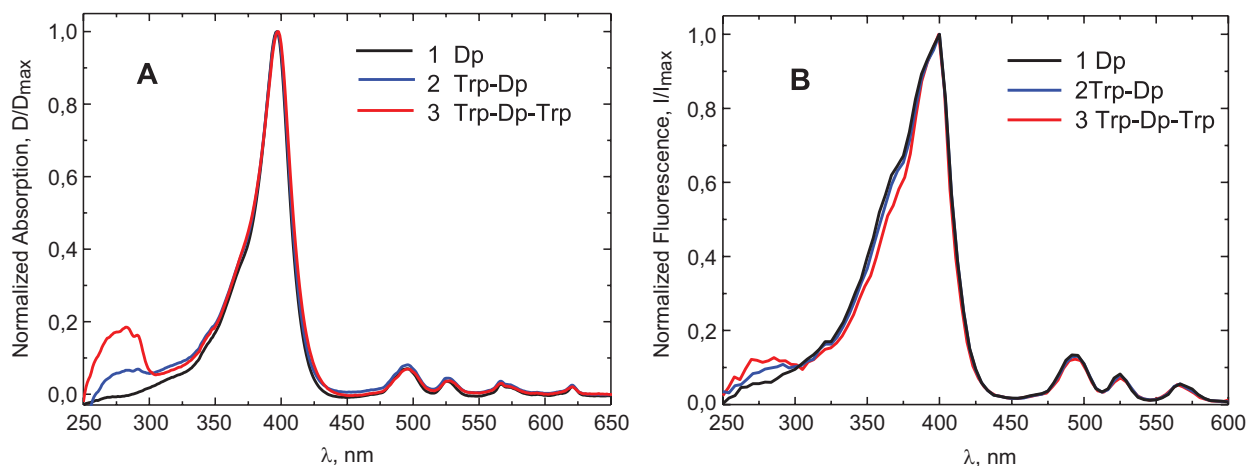 Normalized Absorption, D/Dmax
1,0
0,8
0,6
0,4
0,2
0,0
A
1 Dp
2 Trp-Dp
3 Trp-Dp-Trp
250 300 350 400 450 500 550 600 650
λ, nm
Normalized Fluorescence, I/Imax
1,0
0,8
0,6
0,4
0,2
0,0
B
1 Dp
2Trp-Dp
3 Trp-Dp-Trp
250 300 350 400 450 500 550 600
λ, nm